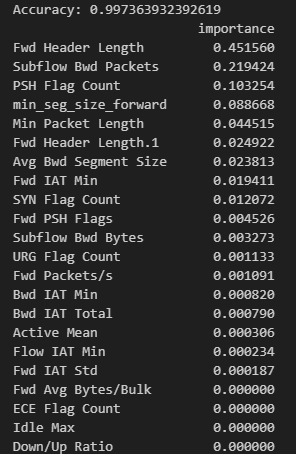 Accuracy: 0.997363932392619
importance
Fwd Header Length 0.451560
Subflow Bwd Packets 0.219424
PSH Flag Count 0.103254
min_seg_size_forward 0.088668
Min Packet Length 0.044515
Fwd Header Length.1 0.024922
Avg Bwd Segment Size 0.023813
Fwd IAT Min 0.019411
SYN Flag Count 0.012072
Fwd PSH Flags 0.004526
Subflow Bwd Bytes 0.003273
URG Flag Count 0.001133
Fwd Packets/s 0.001091
Bwd IAT Min 0.000820
Bwd IAT Total 0.000790
Active Mean 0.000306
Flow IAT Min 0.000234
Fwd IAT Std 0.000187
Fwd Avg Bytes/Bulk 0.000000
ECE Flag Count 0.000000
Idle Max 0.000000
Down/Up Ratio 0.000000